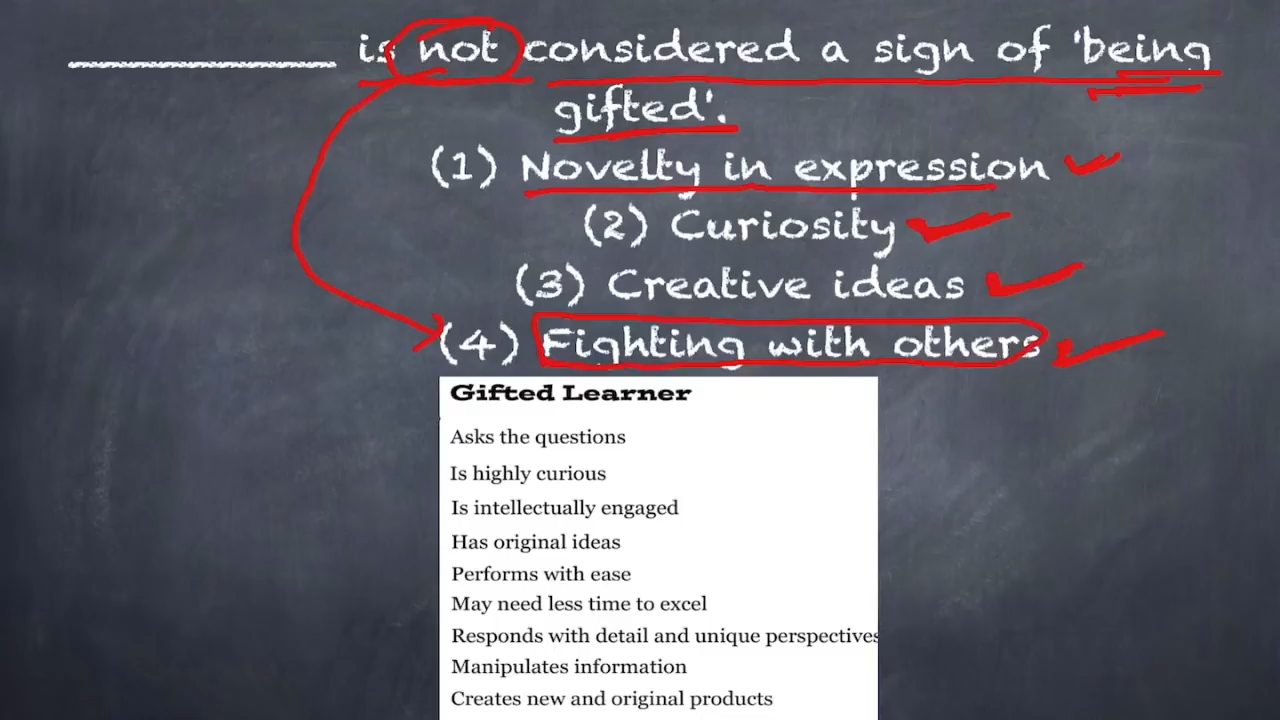 ____________ is not considered a sign of 'being
gifted'.
(1) Novelty in expression
(2) Curiosity
(3) Creative ideas
(4) Fighting with others
Gifted Learner
Asks the questions
Is highly curious
Is intellectually engaged
Has original ideas
Performs with ease
May need less time to excel
Responds with detail and unique perspectives
Manipulates information
Creates new and original products